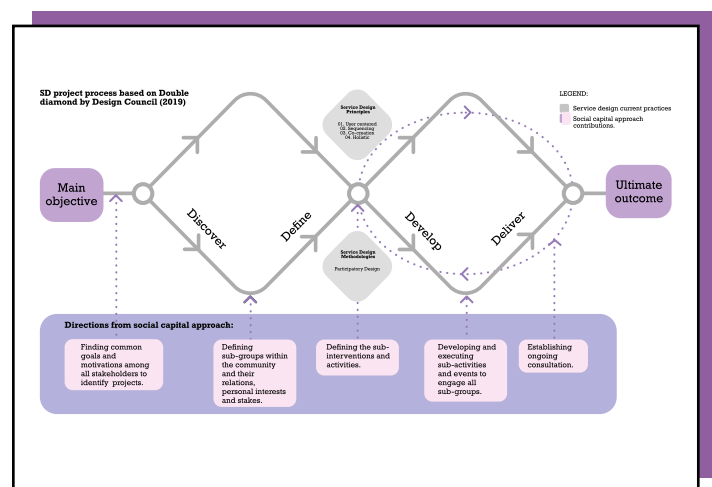 SD project process based on Double
diamond by Design Council (2019)
Service Design
Principles
01. User centered
02. Sequencing
03. Co-creation
04. Holistic
LEGEND:
Service design current practices
Social capital approach
contributions.
Main
objective
Ultimate
outcome
Discover
Define
Develop
Deliver
Service Design
Methodologies
Participatory Design
Directions from social capital approach:
Finding common
goals and
motivations among
all stakeholders to
identify projects.
Defining
sub-groups within
the community
and their
relations,
personal interests
and stakes.
Defining the sub-
interventions and
activities.
Developing and
executing
sub-activities
and events to
engage all
sub-groups.
Establishing
ongoing
consultation.